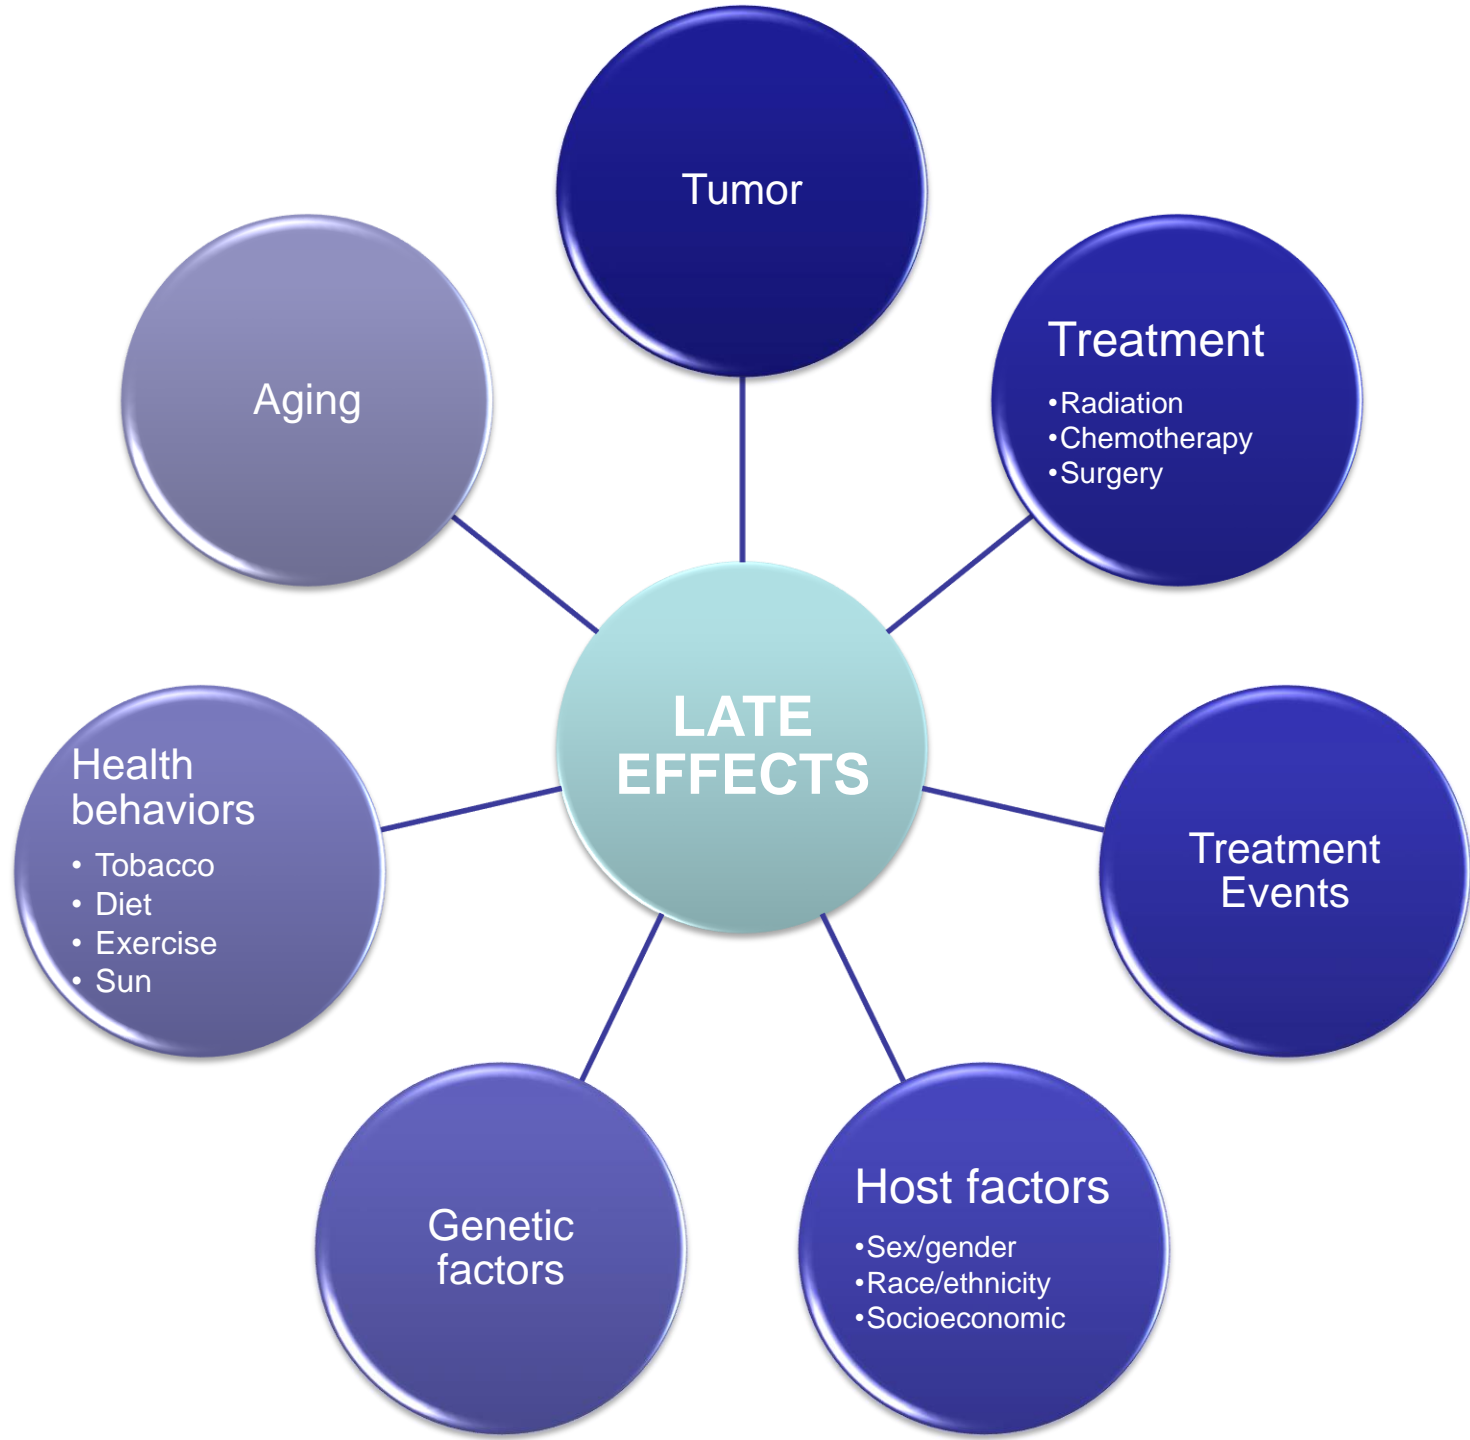 Tumor
Treatment
•Radiation
•Chemotherapy
•Surgery
Aging
LATE
EFFECTS
Health
behaviors
• Tobacco
• Diet
• Exercise
• Sun
Treatment
Events
Genetic
factors
Host factors
•Sex/gender
•Race/ethnicity
•Socioeconomic